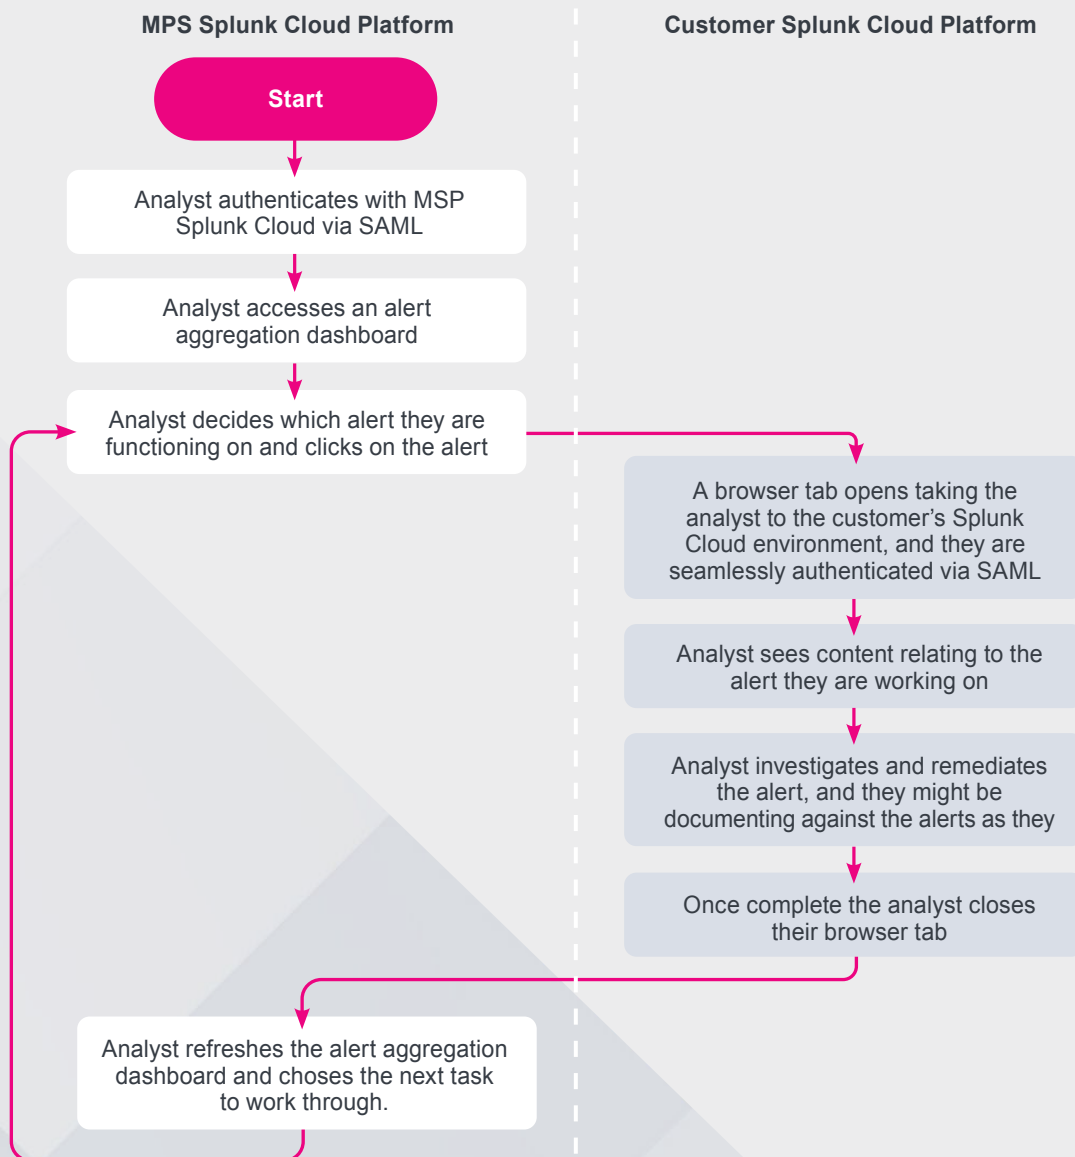 MPS Splunk Cloud Platform
Customer Splunk Cloud Platform
Start
Analyst authenticates with MSP
Splunk Cloud via SAML
Analyst accesses an alert
aggregation dashboard
Analyst decides which alert they are
functioning on and clicks on the alert
A browser tab opens taking the
analyst to the customer’s Splunk
Cloud environment, and they are
seamlessly authenticated via SAML
Analyst sees content relating to the
alert they are working on
Analyst investigates and remediates
the alert, and they might be
documenting against the alerts as they
Once complete the analyst closes
their browser tab
Analyst refreshes the alert aggregation
dashboard and choses the next task
to work through.